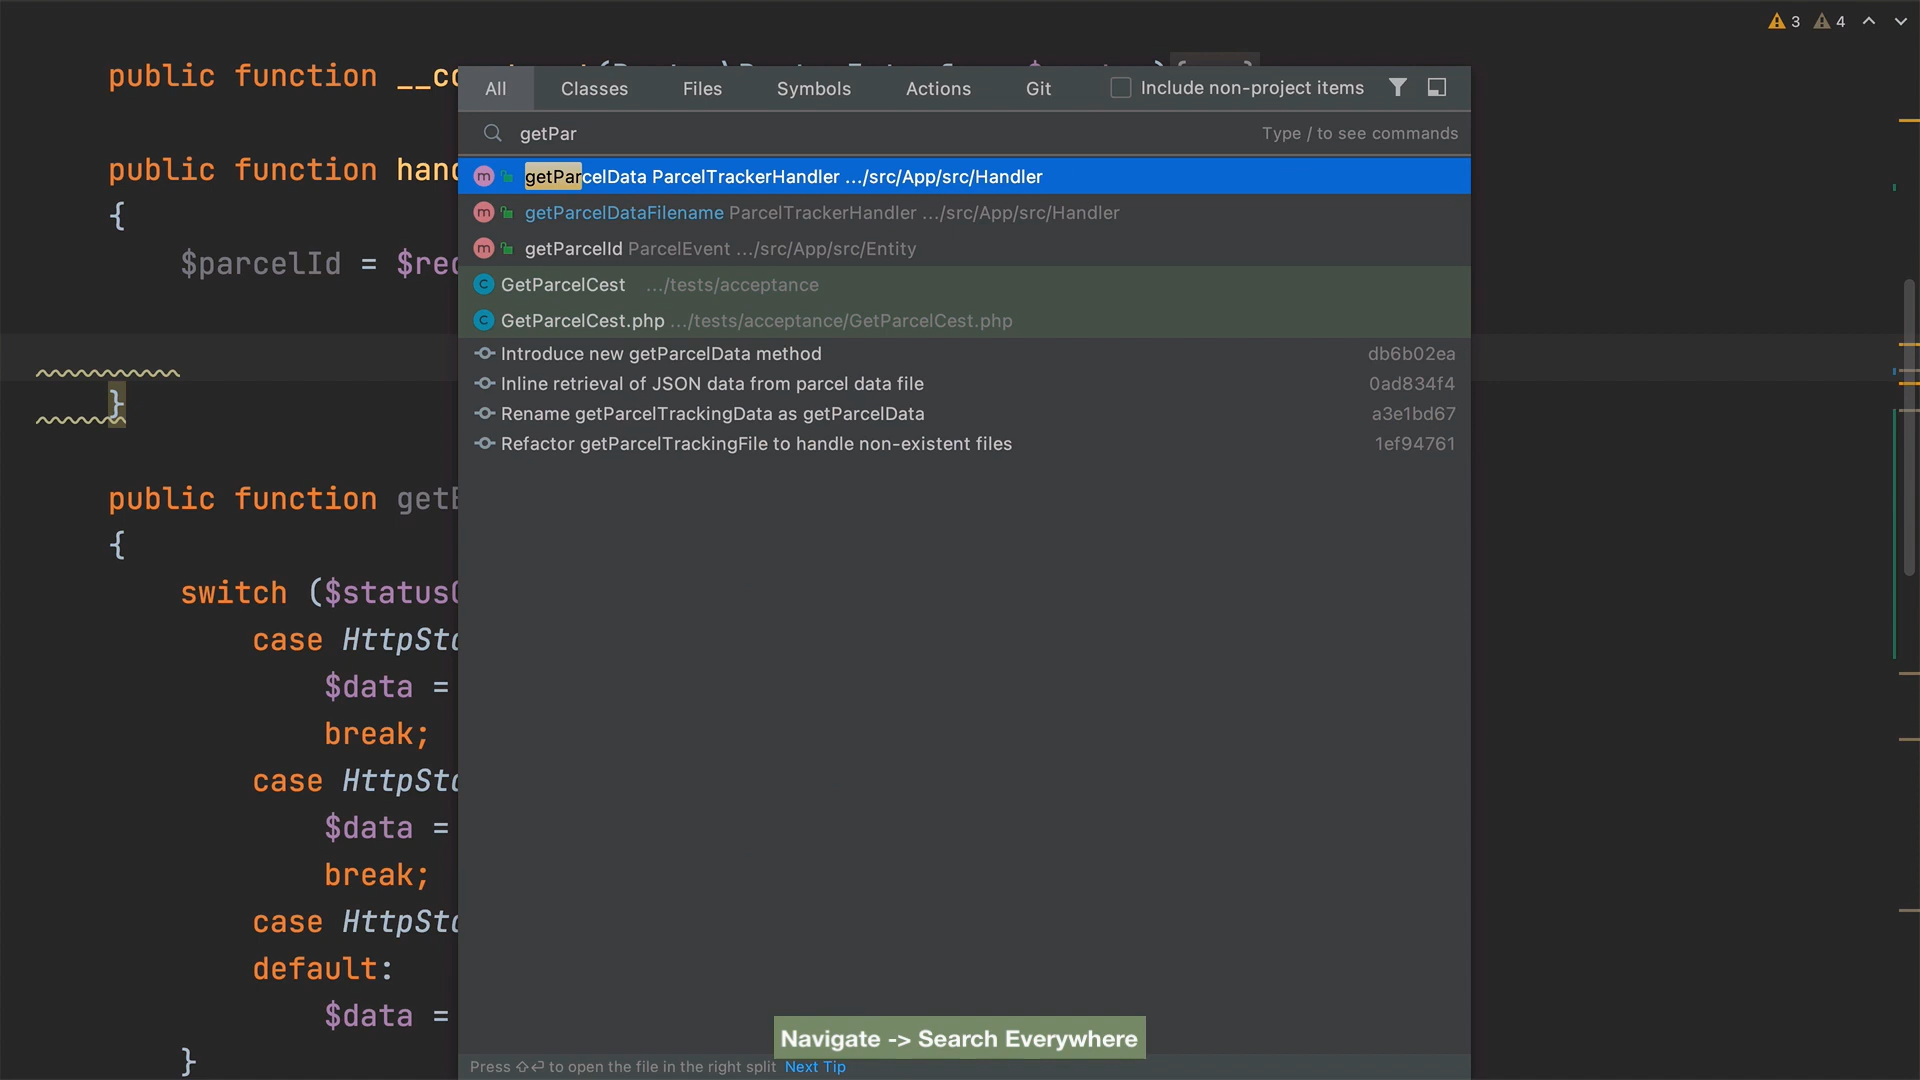 3 4
public function __co
All Classes Files Symbols Actions Git Include non-project items
getPar Type / to see commands
public function hand
getParcelData ParcelTrackerHandler .../src/App/src/Handler
{
getParcelDataFilename ParcelTrackerHandler .../src/App/src/Handler
$parcelId = $req
getParcelId ParcelEvent .../src/App/src/Entity
GetParcelCest .../tests/acceptance
GetParcelCest.php .../tests/acceptance/GetParcelCest.php
Introduce new getParcelData method db6b02ea
Inline retrieval of JSON data from parcel data file 0ad834f4
}
Rename getParcelTrackingData as getParcelData a3e1bd67
Refactor getParcelTrackingFile to handle non-existent files 1ef94761
public function getE
{
switch ($statusC
case HttpSta
$data =
break;
case HttpSta
$data =
break;
case HttpSta
default:
$data =
Navigate -> Search Everywhere
}
Press ⇧⏎ to open the file in the right split Next Tip